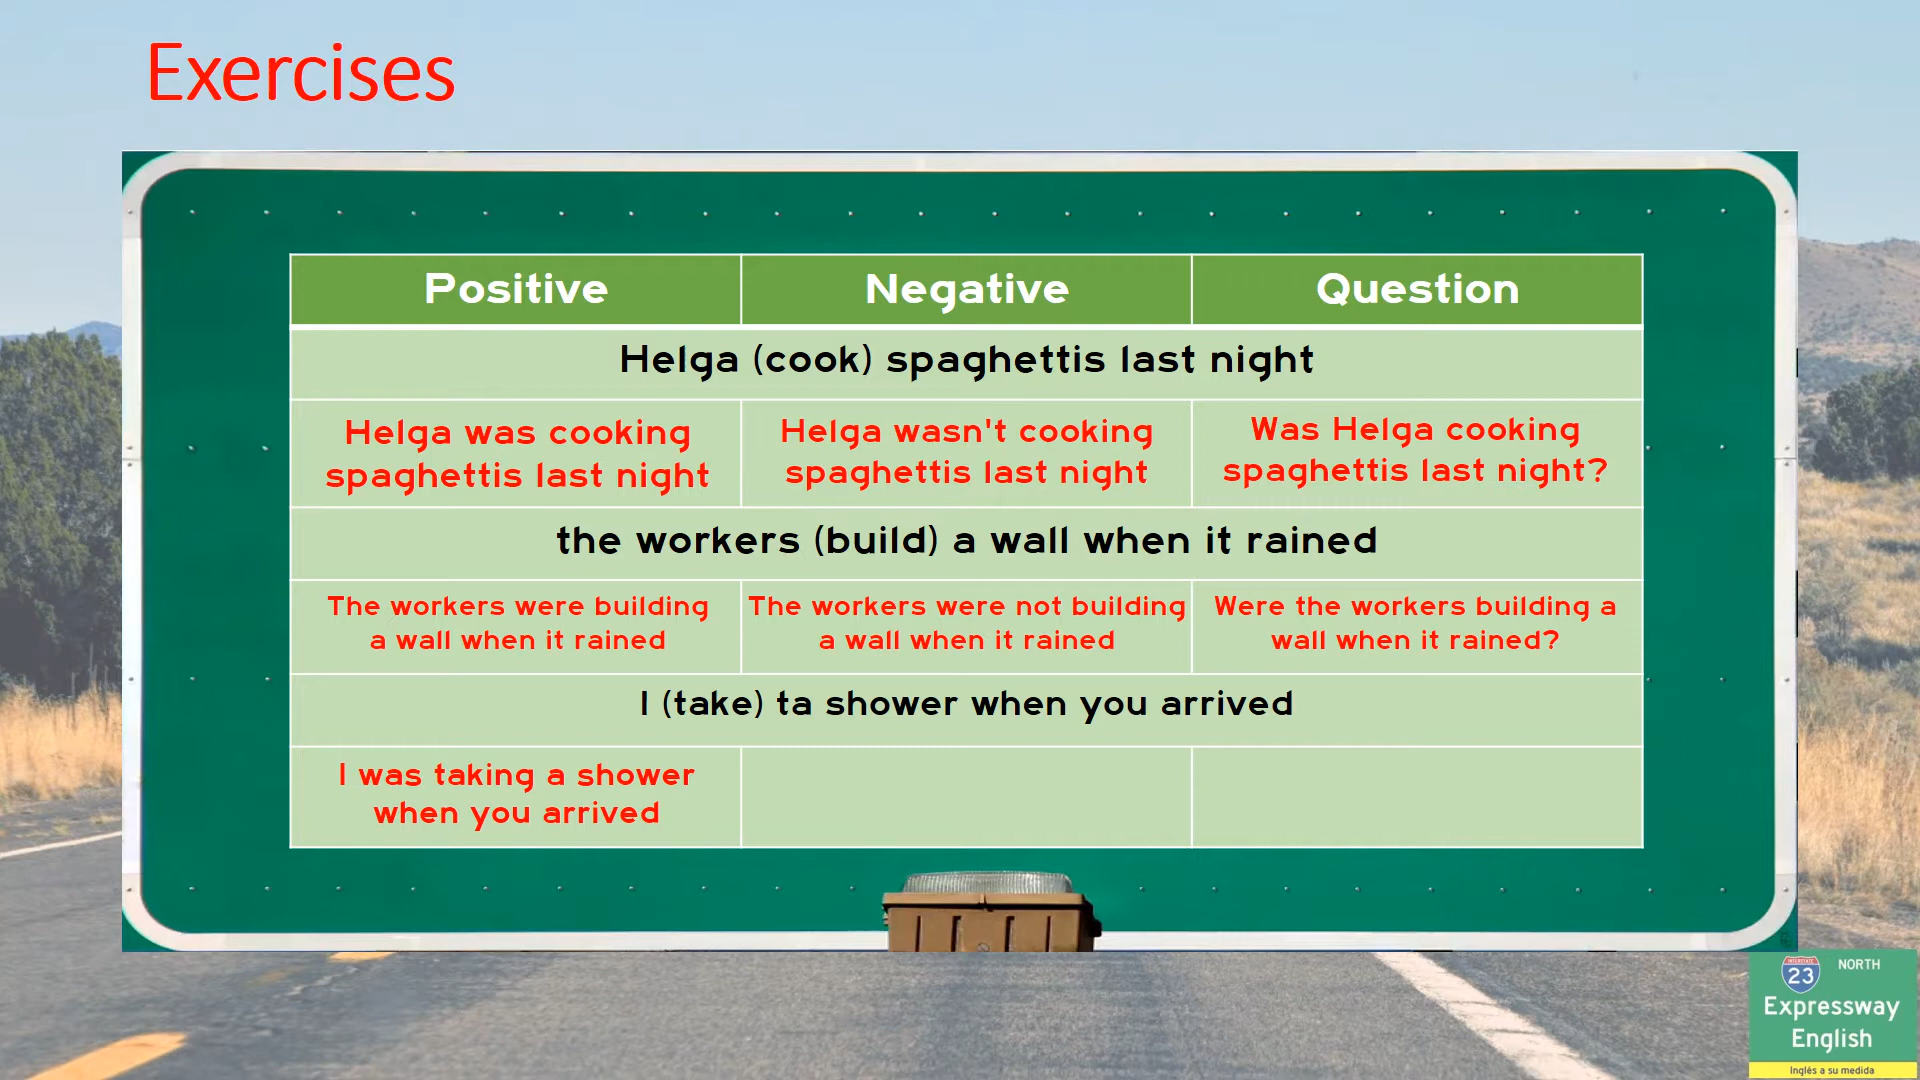 Exercises
Positive
Negative
Question
Helga (cook) spaghettis last night
Helga was cooking
spaghettis last night
Helga wasn't cooking
spaghettis last night
Was Helga cooking
spaghettis last night?
the workers (build) a wall when it rained
The workers were building
a wall when it rained
The workers were not building
a wall when it rained
Were the workers building a
wall when it rained?
I (take) ta shower when you arrived
I was taking a shower
when you arrived
INTERSTATE
23
NORTH
Expressway
English
Inglés a su medida